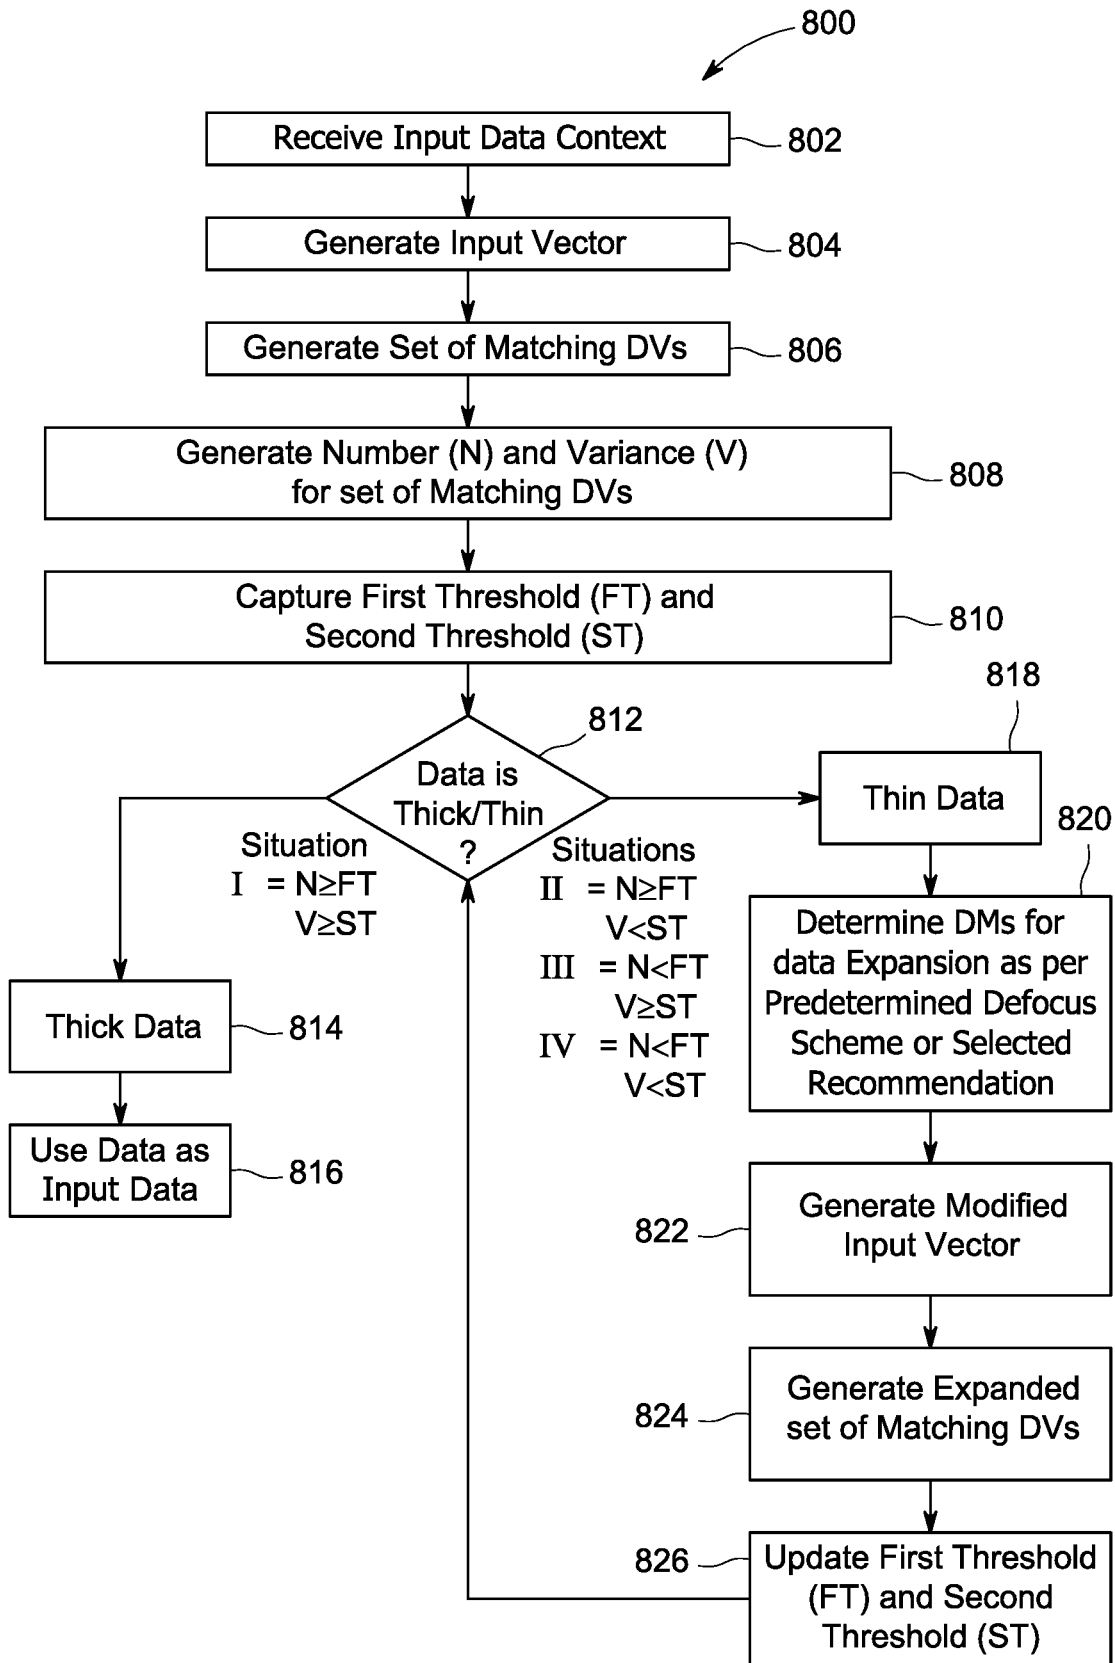 800
Receive Input Data Context
802
Generate Input Vector
804
Generate Set of Matching DVs
806
Generate Number (N) and Variance (V)
for set of Matching DVs
808
Capture First Threshold (FT) and
Second Threshold (ST)
810
812
Data is
Thick/Thin
?
Situation
I = N≥FT
V≥ST
Situations
II = N≥FT
V<ST
III = N<FT
V≥ST
IV = N<FT
V<ST
Thick Data
814
Use Data as
Input Data
816
818
Thin Data
820
Determine DMs for
data Expansion as per
Predetermined Defocus
Scheme or Selected
Recommendation
822
Generate Modified
Input Vector
824
Generate Expanded
set of Matching DVs
826
Update First Threshold
(FT) and Second
Threshold (ST)